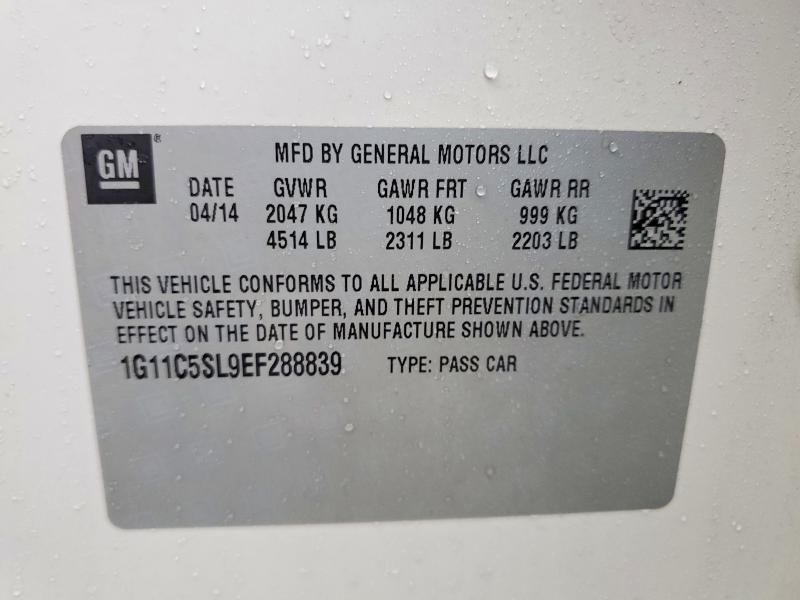 GM®
MFD BY GENERAL MOTORS LLC
DATE GVWR GAWR FRT GAWR RR
04/14 2047 KG 1048 KG 999 KG
4514 LB 2311 LB 2203 LB
THIS VEHICLE CONFORMS TO ALL APPLICABLE U.S. FEDERAL MOTOR
VEHICLE SAFETY, BUMPER, AND THEFT PREVENTION STANDARDS IN
EFFECT ON THE DATE OF MANUFACTURE SHOWN ABOVE.
1G11C5SL9EF288839 TYPE: PASS CAR